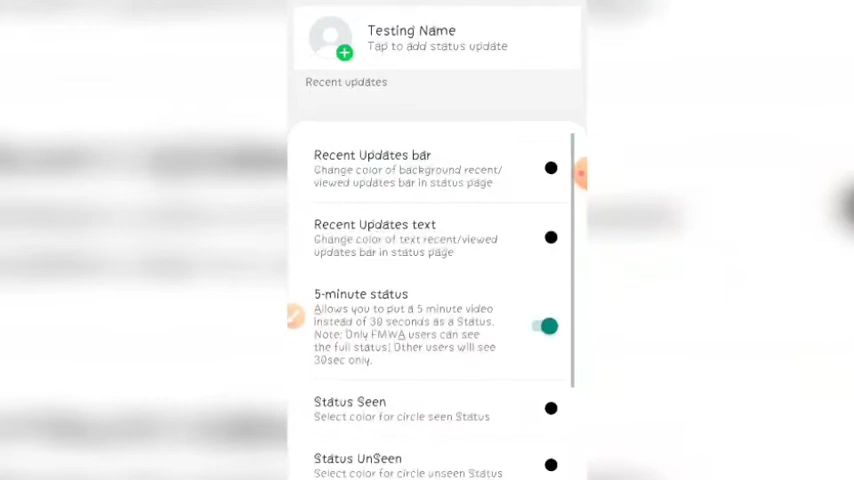 Testing Name
Tap to add status update
Recent updates
Recent Updates bar
Change color of background recent/
viewed updates bar in status page
Recent Updates text
Change color of text recent/viewed
updates bar in status page
5-minute status
Allows you to put a 5 minute video
instead of 30 seconds as a Status.
Note: Only FMWA users can see
the full status! Other users will see
30sec only.
Status Seen
Select color for circle seen Status
Status UnSeen
Select color for circle unseen Status